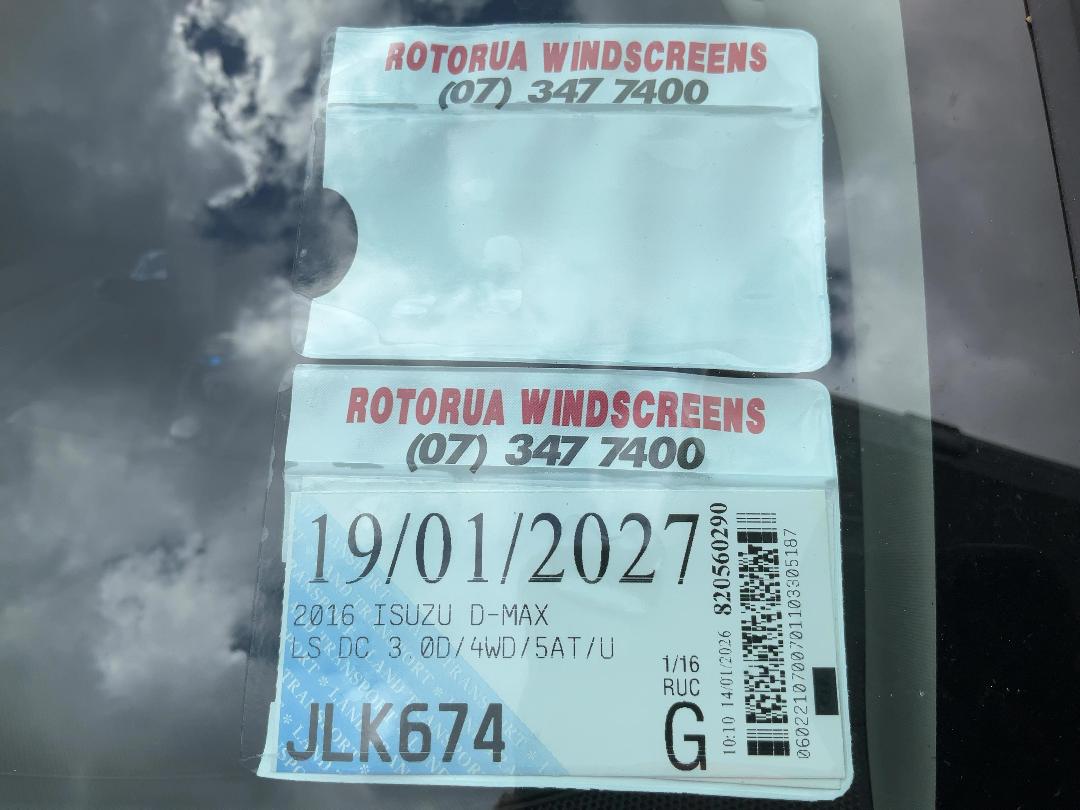 ROTORUA WINDSCREENS
(07) 347 7400
ROTORUA WINDSCREENS
(07) 347 7400
19/01/2027
2016 ISUZU D-MAX
LS DC 3.0D/4WD/5AT/U
1/16
RUC
JLK674
G
10:10 14/01/2026 820560290
0602210700701103305187